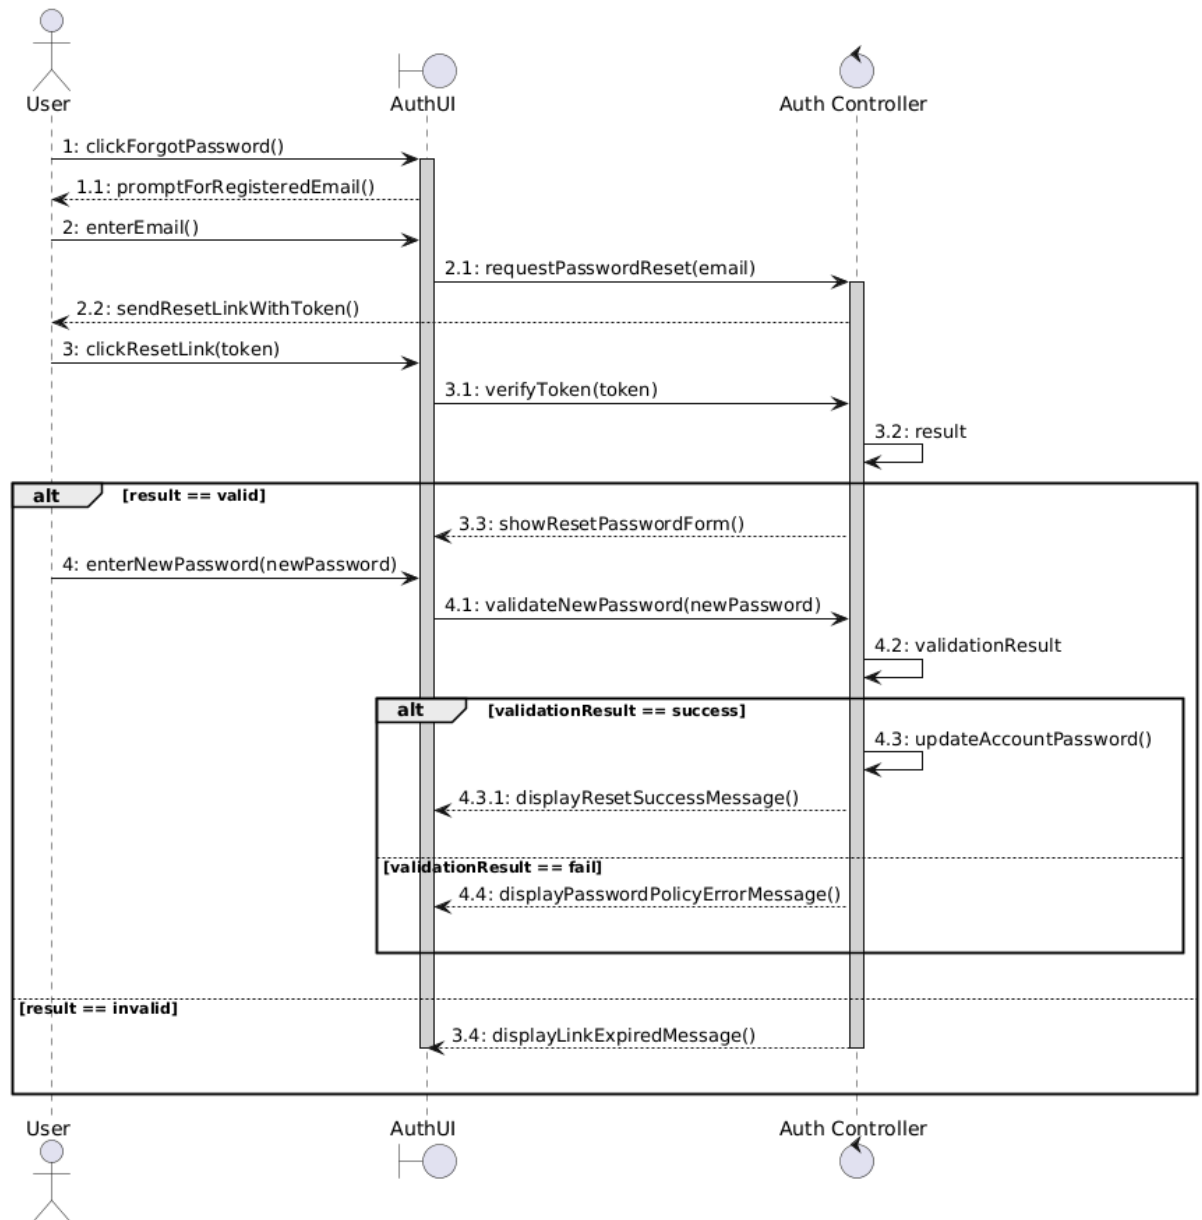 User
AuthUI
Auth Controller
1: clickForgotPassword()
1.1: promptForRegisteredEmail()
2: enterEmail()
2.1: requestPasswordReset(email)
2.2: sendResetLinkWithToken()
3: clickResetLink(token)
3.1: verifyToken(token)
3.2: result
alt [result == valid]
3.3: showResetPasswordForm()
4: enterNewPassword(newPassword)
4.1: validateNewPassword(newPassword)
4.2: validationResult
alt [validationResult == success]
4.3: updateAccountPassword()
4.3.1: displayResetSuccessMessage()
[validationResult == fail]
4.4: displayPasswordPolicyErrorMessage()
[result == invalid]
3.4: displayLinkExpiredMessage()
User
AuthUI
Auth Controller